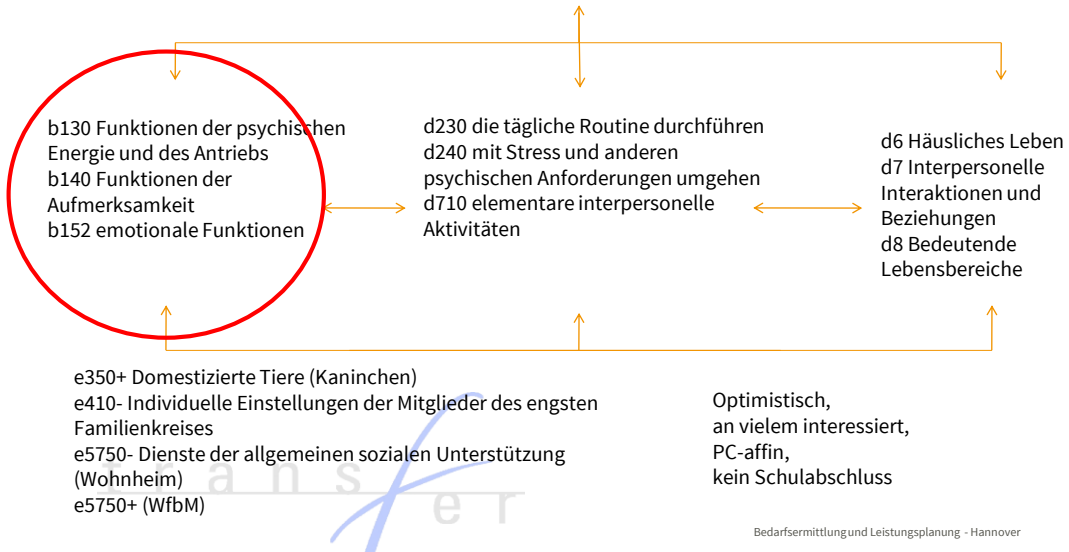 b130 Funktionen der psychischen
Energie und des Antriebs
b140 Funktionen der
Aufmerksamkeit
b152 emotionale Funktionen
d230 die tägliche Routine durchführen
d240 mit Stress und anderen
psychischen Anforderungen umgehen
d710 elementare interpersonelle
Aktivitäten
d6 Häusliches Leben
d7 Interpersonelle
Interaktionen und
Beziehungen
d8 Bedeutende
Lebensbereiche
e350+ Domestizierte Tiere (Kaninchen)
e410- Individuelle Einstellungen der Mitglieder des engsten
Familienkreises
e5750- Dienste der allgemeinen sozialen Unterstützung
(Wohnheim)
e5750+ (WfbM)
Optimistisch,
an vielem interessiert,
PC-affin,
kein Schulabschluss
transfer
Bedarfsermittlung und Leistungsplanung - Hannover